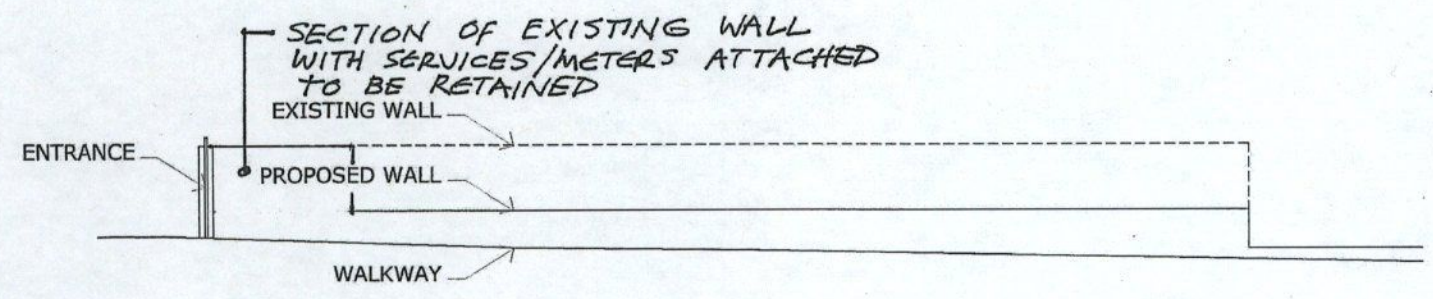 SECTION OF EXISTING WALL
WITH SERVICES/METERS ATTACHED
TO BE RETAINED
EXISTING WALL
ENTRANCE
PROPOSED WALL
WALKWAY